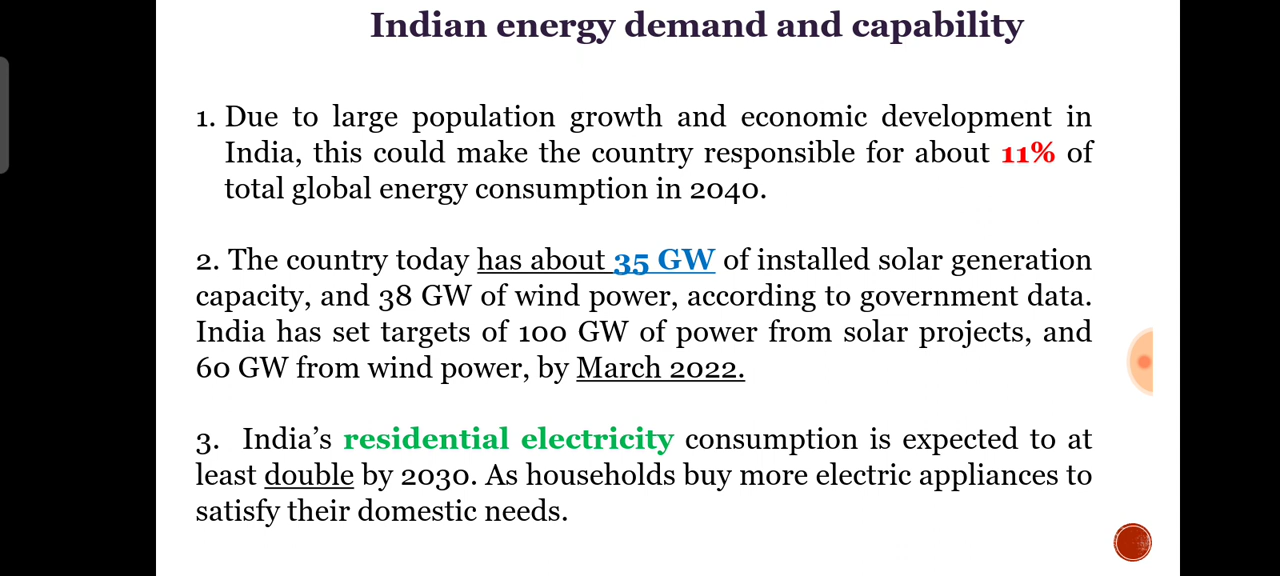 Indian energy demand and capability
1. Due to large population growth and economic development in
India, this could make the country responsible for about 11% of
total global energy consumption in 2040.
2. The country today has about 35 GW of installed solar generation
capacity, and 38 GW of wind power, according to government data.
India has set targets of 100 GW of power from solar projects, and
60 GW from wind power, by March 2022.
3. India’s residential electricity consumption is expected to at
least double by 2030. As households buy more electric appliances to
satisfy their domestic needs.